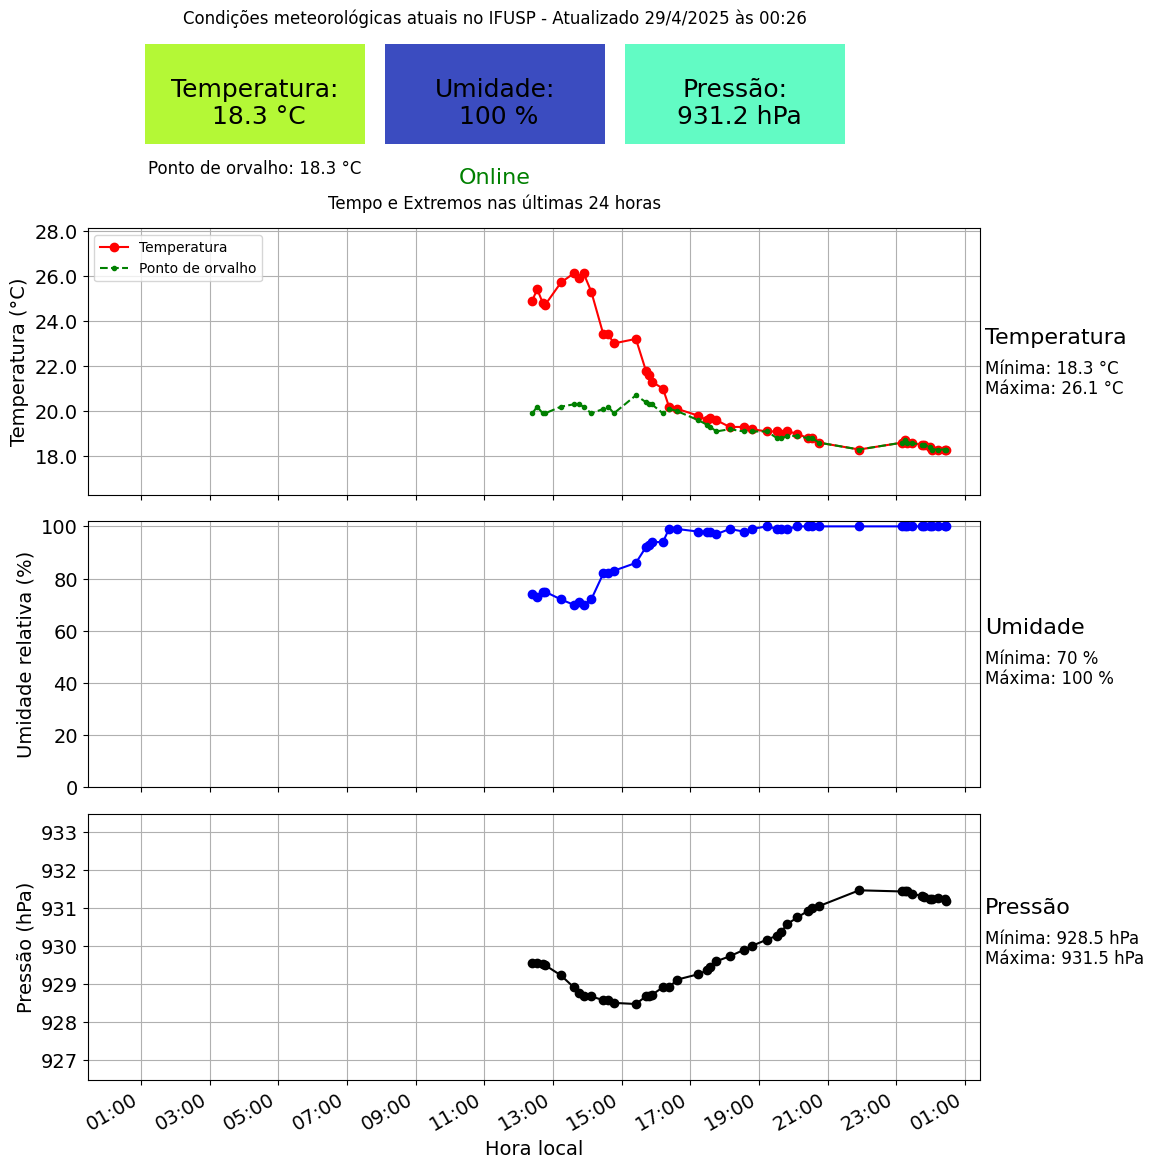 Condições meteorológicas atuais no IFUSP - Atualizado 29/4/2025 às 00:26
Temperatura:
18.3 °C
Umidade:
100 %
Pressão:
931.2 hPa
Ponto de orvalho: 18.3 °C
Online
Tempo e Extremos nas últimas 24 horas
Temperatura (°C)
28.0
26.0
24.0
22.0
20.0
18.0
Temperatura
Ponto de orvalho
Temperatura
Mínima: 18.3 °C
Máxima: 26.1 °C
Umidade relativa (%)
100
80
60
40
20
0
Umidade
Mínima: 70 %
Máxima: 100 %
Pressão (hPa)
933
932
931
930
929
928
927
Pressão
Mínima: 928.5 hPa
Máxima: 931.5 hPa
01:00 03:00 05:00 07:00 09:00 11:00 13:00 15:00 17:00 19:00 21:00 23:00 01:00
Hora local